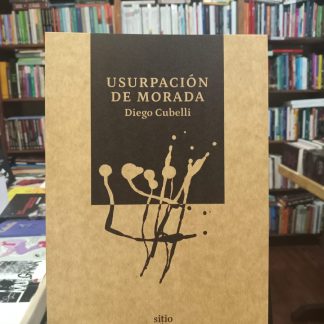 USURPACIÓN
DE MORADA
Diego Cubelli
sitio